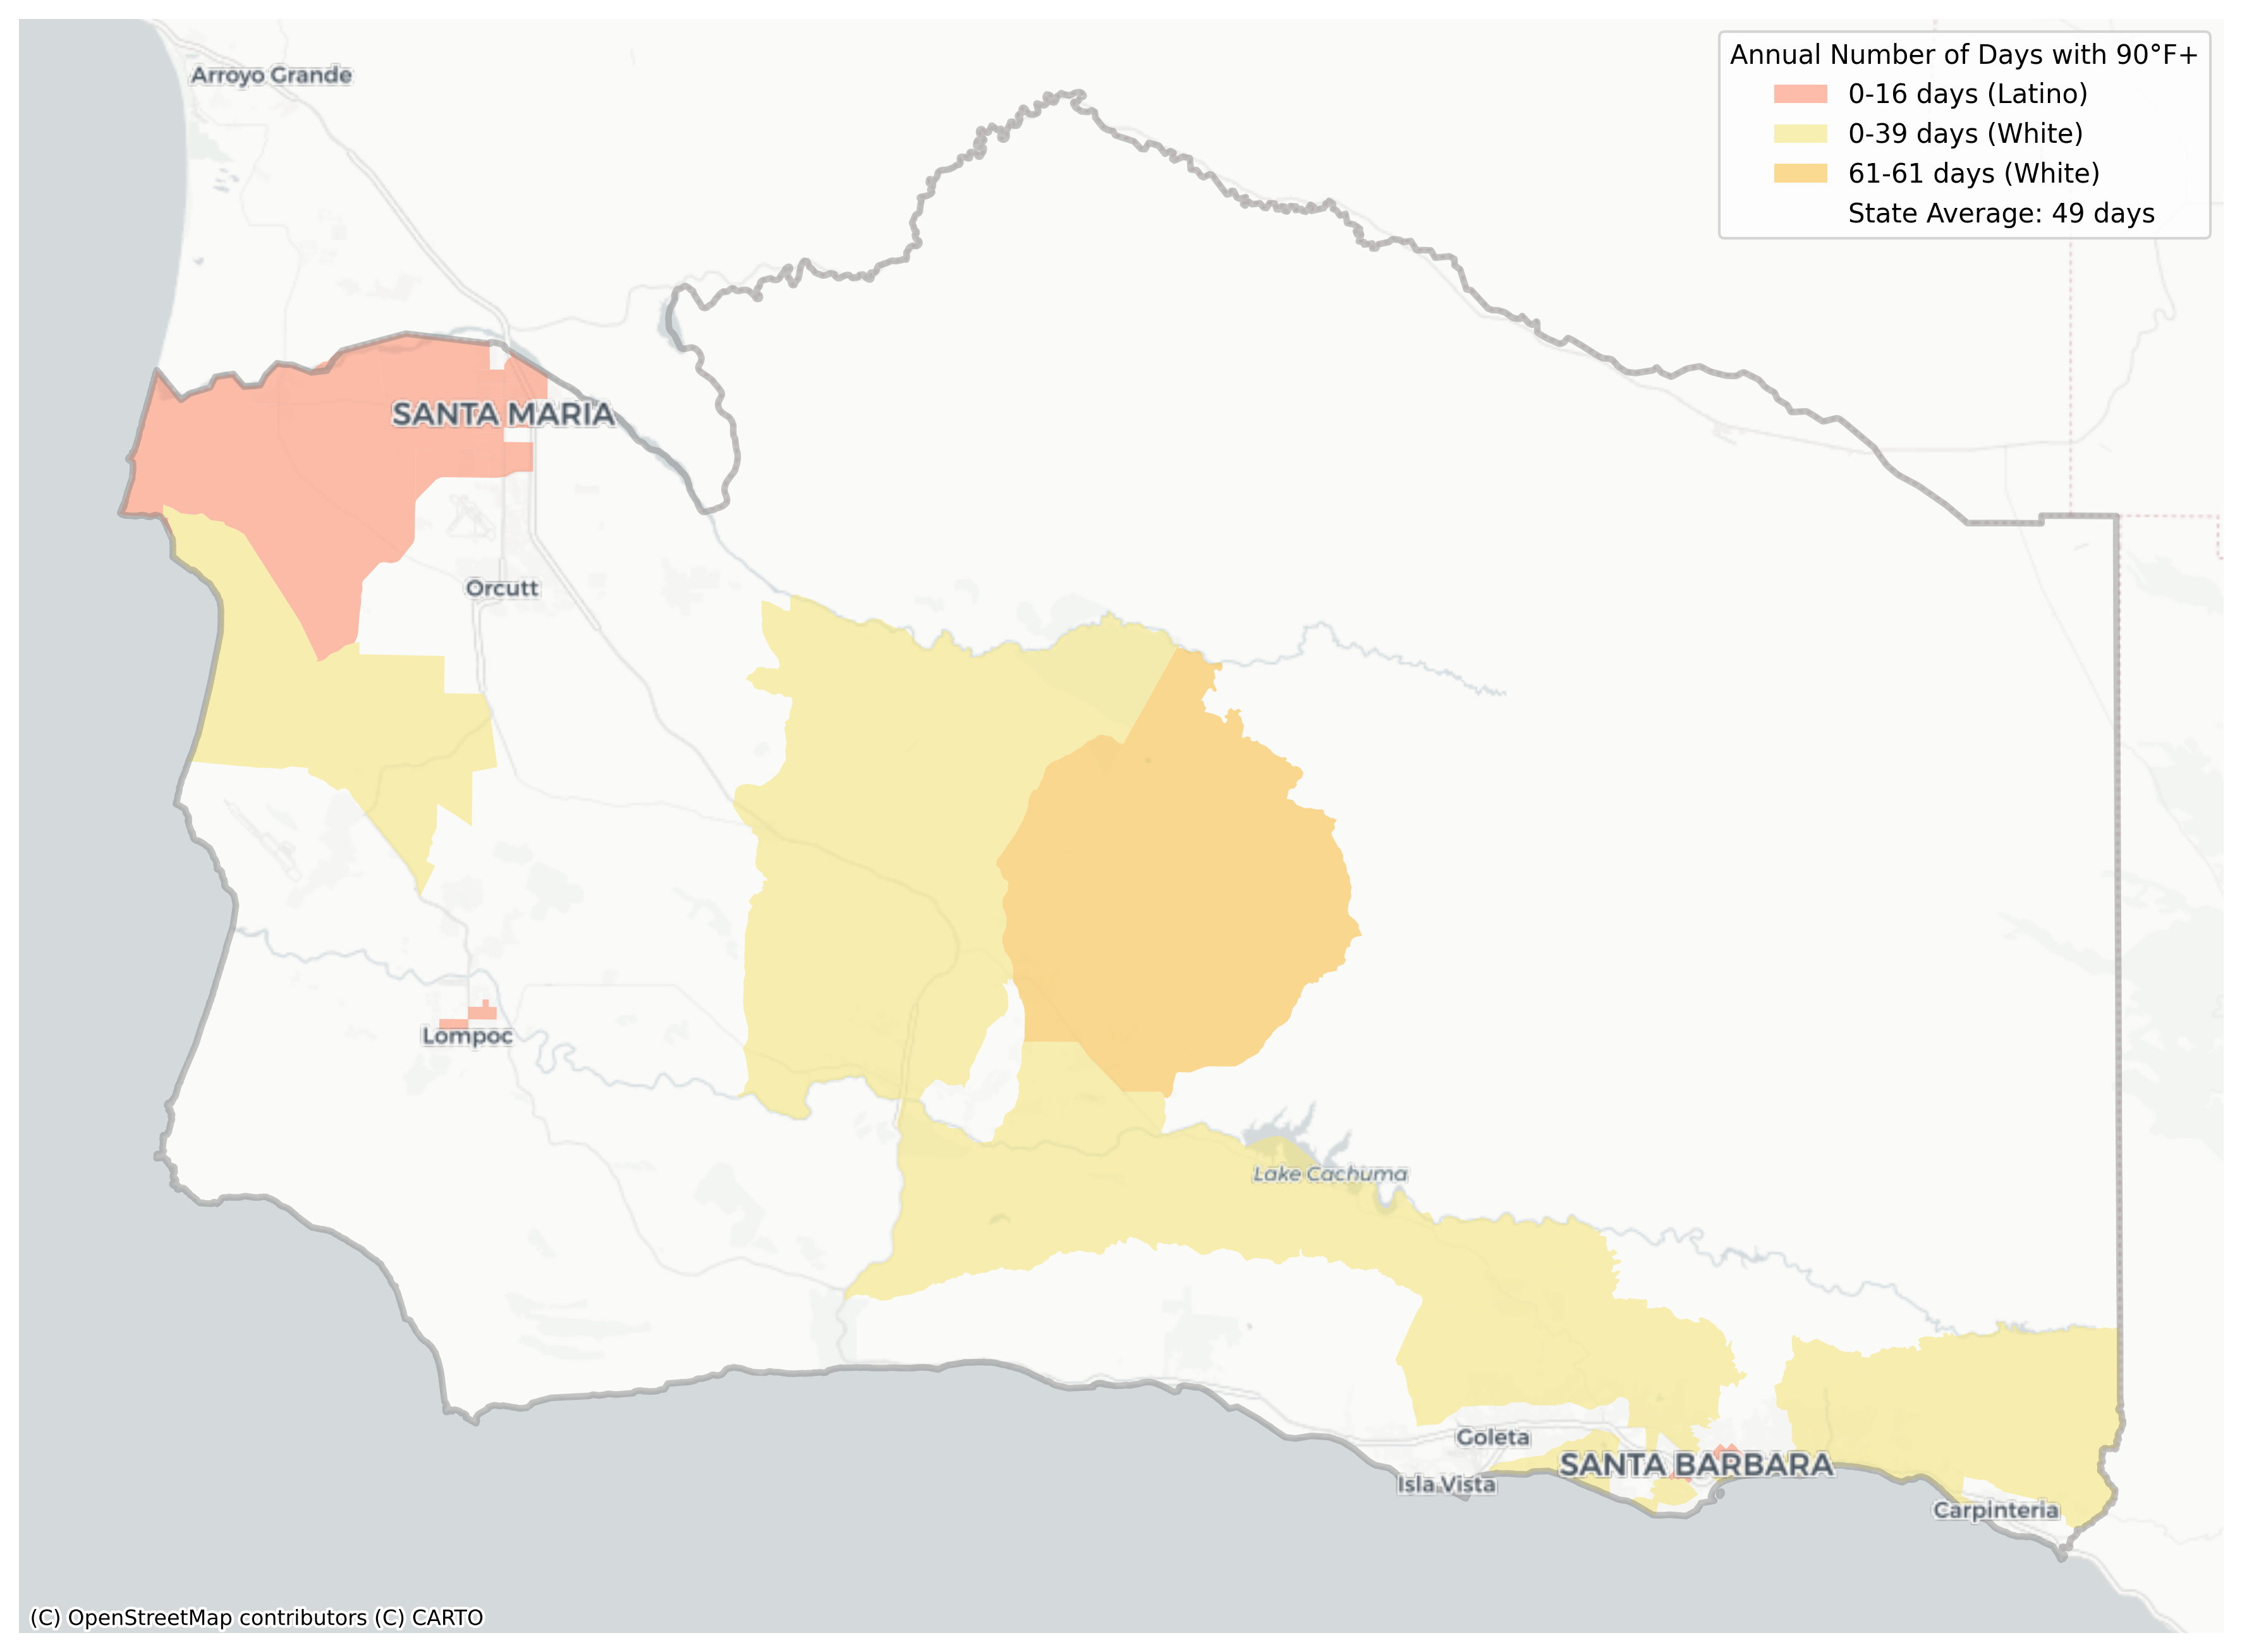 Annual Number of Days with 90°F+
0-16 days (Latino)
0-39 days (White)
61-61 days (White)
State Average: 49 days
Arroyo Grande
SANTA MARIA
Orcutt
Lompoc
Lake Cachuma
Goleta
SANTA BARBARA
Isla Vista
Carpinteria
(C) OpenStreetMap contributors (C) CARTO